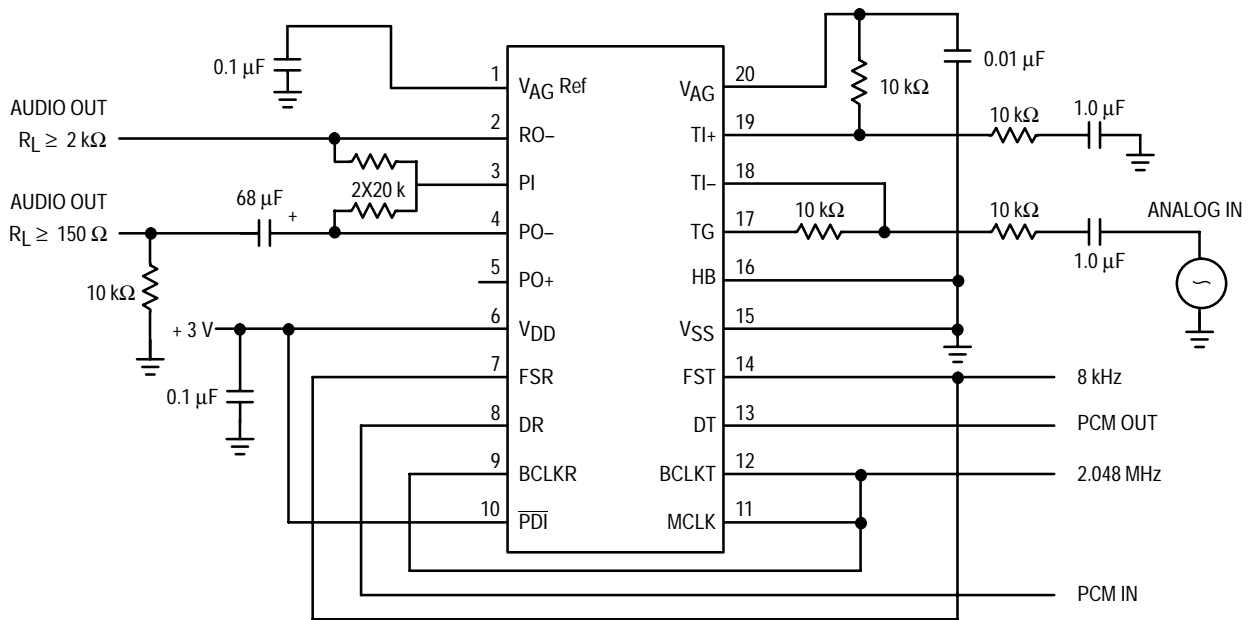 0.1 µF
AUDIO OUT
R_L ≥ 2 kΩ
AUDIO OUT
R_L ≥ 150 Ω
68 µF
+
2X20 k
10 kΩ
+ 3 V
0.1 µF
1 V_AG Ref
2 RO–
3 PI
4 PO–
5 PO+
6 V_DD
7 FSR
8 DR
9 BCLKR
10 PDI
V_AG 20
TI+ 19
TI– 18
TG 17
HB 16
V_SS 15
FST 14
DT 13
BCLKT 12
MCLK 11
0.01 µF
10 kΩ
10 kΩ
1.0 µF
10 kΩ
10 kΩ
1.0 µF
ANALOG IN
8 kHz
PCM OUT
2.048 MHz
PCM IN